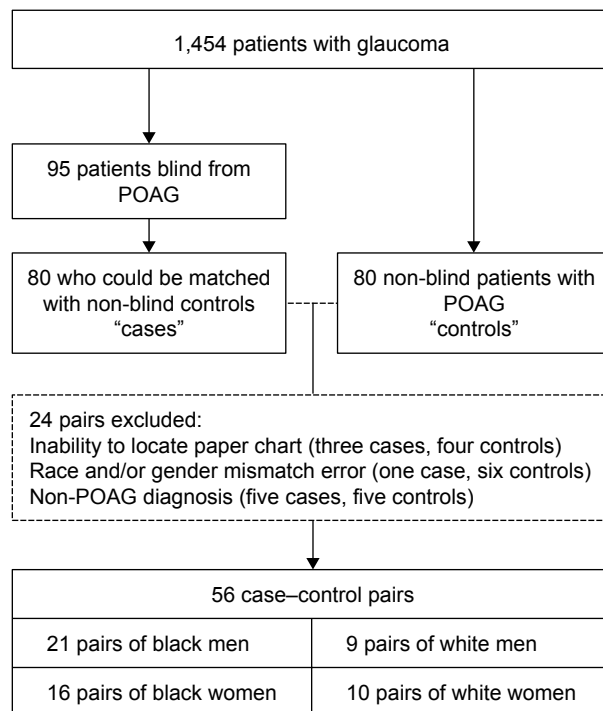 1,454 patients with glaucoma
95 patients blind from
POAG
80 who could be matched
with non-blind controls
“cases”
80 non-blind patients with
POAG
“controls”
24 pairs excluded:
Inability to locate paper chart (three cases, four controls)
Race and/or gender mismatch error (one case, six controls)
Non-POAG diagnosis (five cases, five controls)
56 case–control pairs
21 pairs of black men
9 pairs of white men
16 pairs of black women
10 pairs of white women